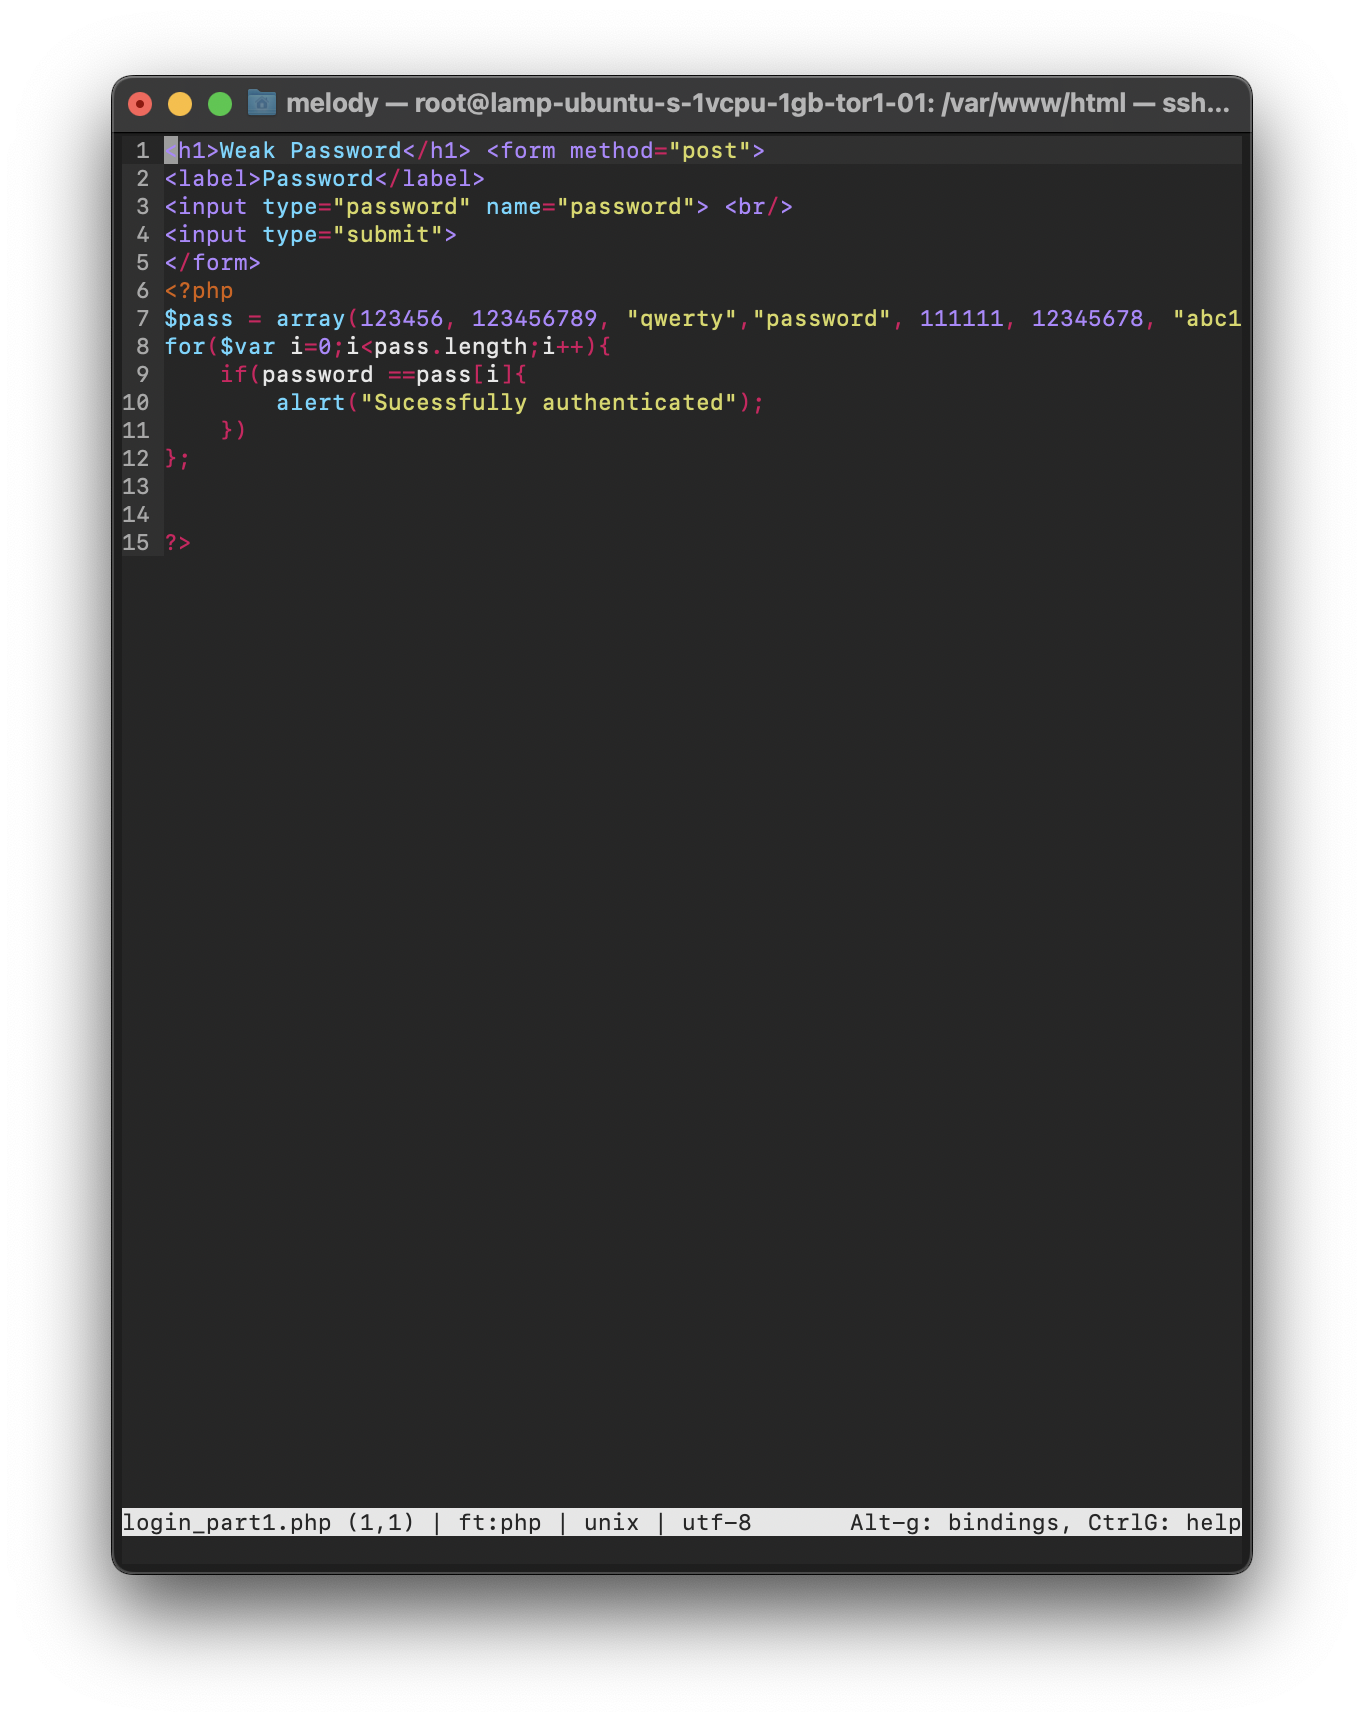 melody — root@lamp-ubuntu-s-1vcpu-1gb-tor1-01: /var/www/html — ssh...
1 <h1>Weak Password</h1> <form method="post">
2 <label>Password</label>
3 <input type="password" name="password"> <br/>
4 <input type="submit">
5 </form>
6 <?php
7 $pass = array(123456, 123456789, "qwerty","password", 111111, 12345678, "abc1
8 for($var i=0;i<pass.length;i++){
9     if(password ==pass[i]{
10         alert("Sucessfully authenticated");
11     })
12 };
13
14
15 ?>
login_part1.php (1,1) | ft:php | unix | utf-8 Alt-g: bindings, CtrlG: help